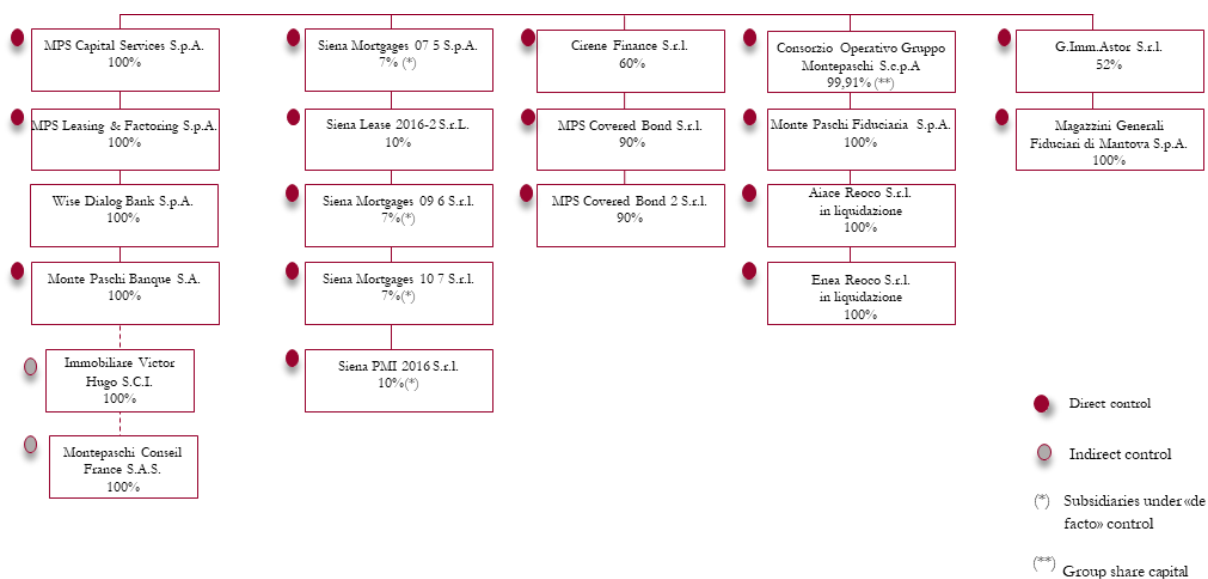 MPS Capital Services S.p.A.
100%
MPS Leasing & Factoring S.p.A.
100%
Wise Dialog Bank S.p.A.
100%
Monte Paschi Banque S.A.
100%
Immobiliare Victor
Hugo S.C.I.
100%
Montepaschi Conseil
France S.A.S.
100%
Siena Mortgages 07 5 S.p.A.
7% (*)
Siena Lease 2016-2 S.r.L.
10%
Siena Mortgages 09 6 S.r.l.
7%(*)
Siena Mortgages 10 7 S.r.l.
7%(*)
Siena PMI 2016 S.r.l.
10%(*)
Cirene Finance S.r.l.
60%
MPS Covered Bond S.r.l.
90%
MPS Covered Bond 2 S.r.l.
90%
Consorzio Operativo Gruppo
Montepaschi S.c.p.A
99,91% (**)
Monte Paschi Fiduciaria S.p.A.
100%
Aiace Reoco S.r.l.
in liquidazione
100%
Enea Reoco S.r.l.
in liquidazione
100%
G.Imm.Astor S.r.l.
52%
Magazzini Generali
Fiduciari di Mantova S.p.A.
100%
Direct control
Indirect control
(*) Subsidiaries under «de
facto» control
(**) Group share capital